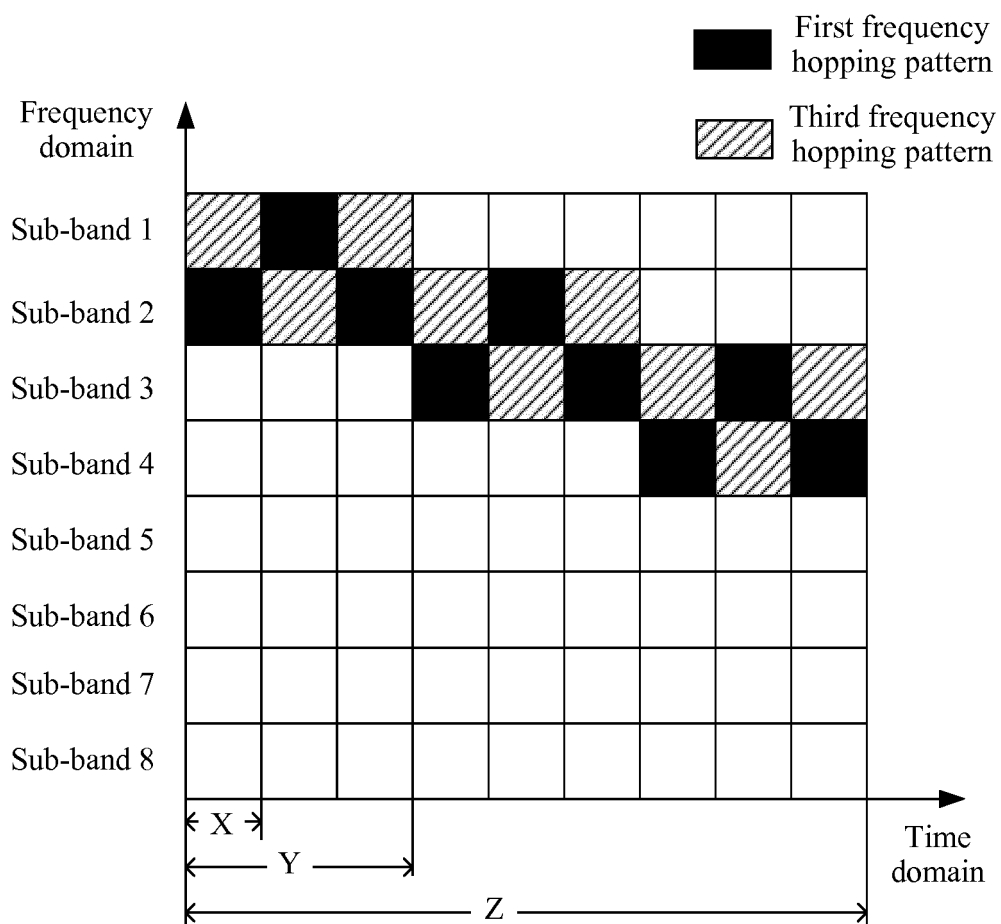 First frequency
hopping pattern
Third frequency
hopping pattern
Frequency
domain
Sub-band 1
Sub-band 2
Sub-band 3
Sub-band 4
Sub-band 5
Sub-band 6
Sub-band 7
Sub-band 8
X
Y
Z
Time
domain